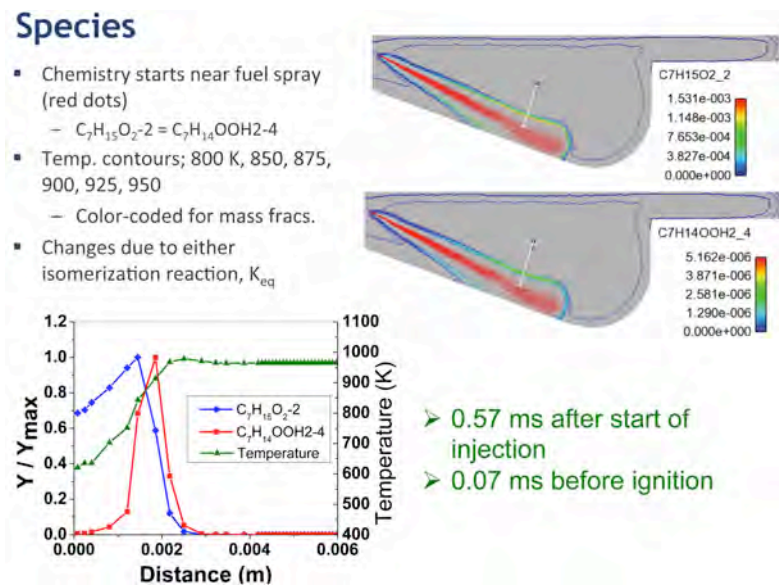 Species
▪ Chemistry starts near fuel spray
(red dots)
– C₇H₁₅O₂-2 = C₇H₁₄OOH2-4
▪ Temp. contours; 800 K, 850, 875,
900, 925, 950
– Color-coded for mass fracs.
▪ Changes due to either
isomerization reaction, Kₑq
C7H15O2_2
1.531e-003
1.148e-003
7.653e-004
3.827e-004
0.000e+000
C7H14OOH2_4
5.162e-006
3.871e-006
2.581e-006
1.290e-006
0.000e+000
Y / Ymax
1.2
1.0
0.8
0.6
0.4
0.2
0.0
C₇H₁₅O₂-2
C₇H₁₄OOH2-4
Temperature
1100
1000
900
800
700
600
500
400
Temperature (K)
0.000
0.002
0.004
0.006
Distance (m)
➢ 0.57 ms after start of
injection
➢ 0.07 ms before ignition